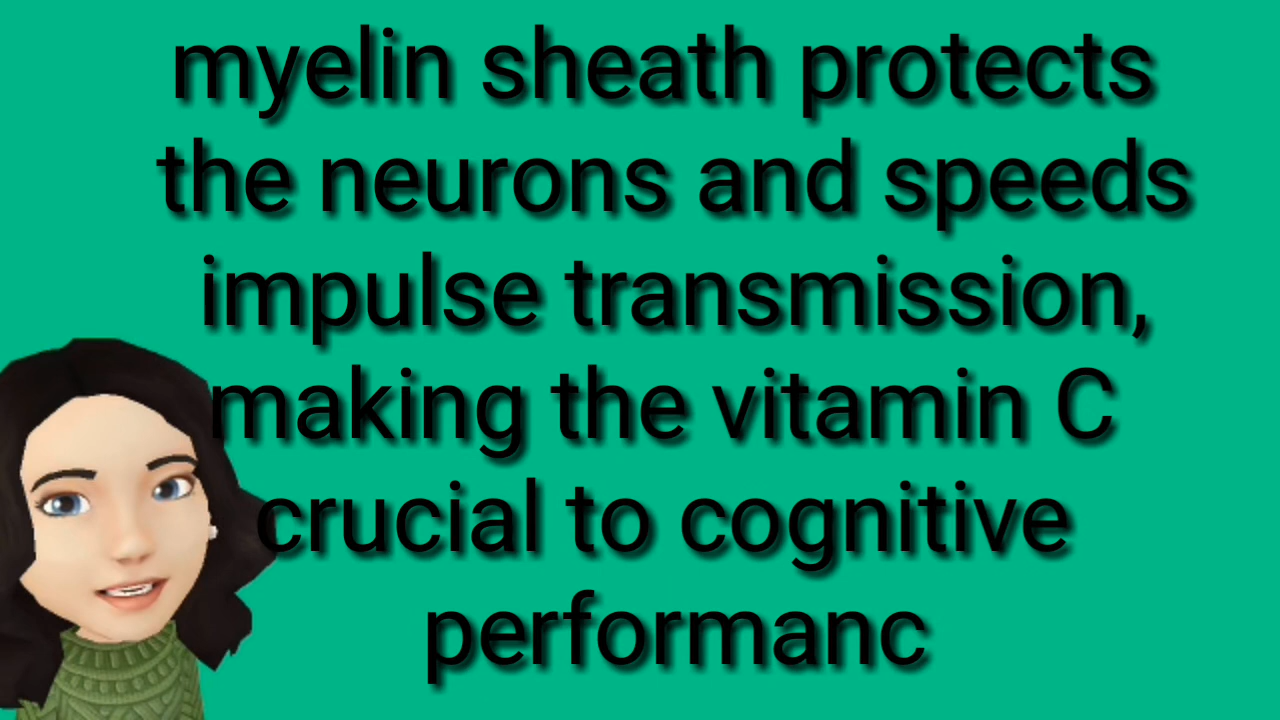 myelin sheath protects
the neurons and speeds
impulse transmission,
making the vitamin C
crucial to cognitive
performanc